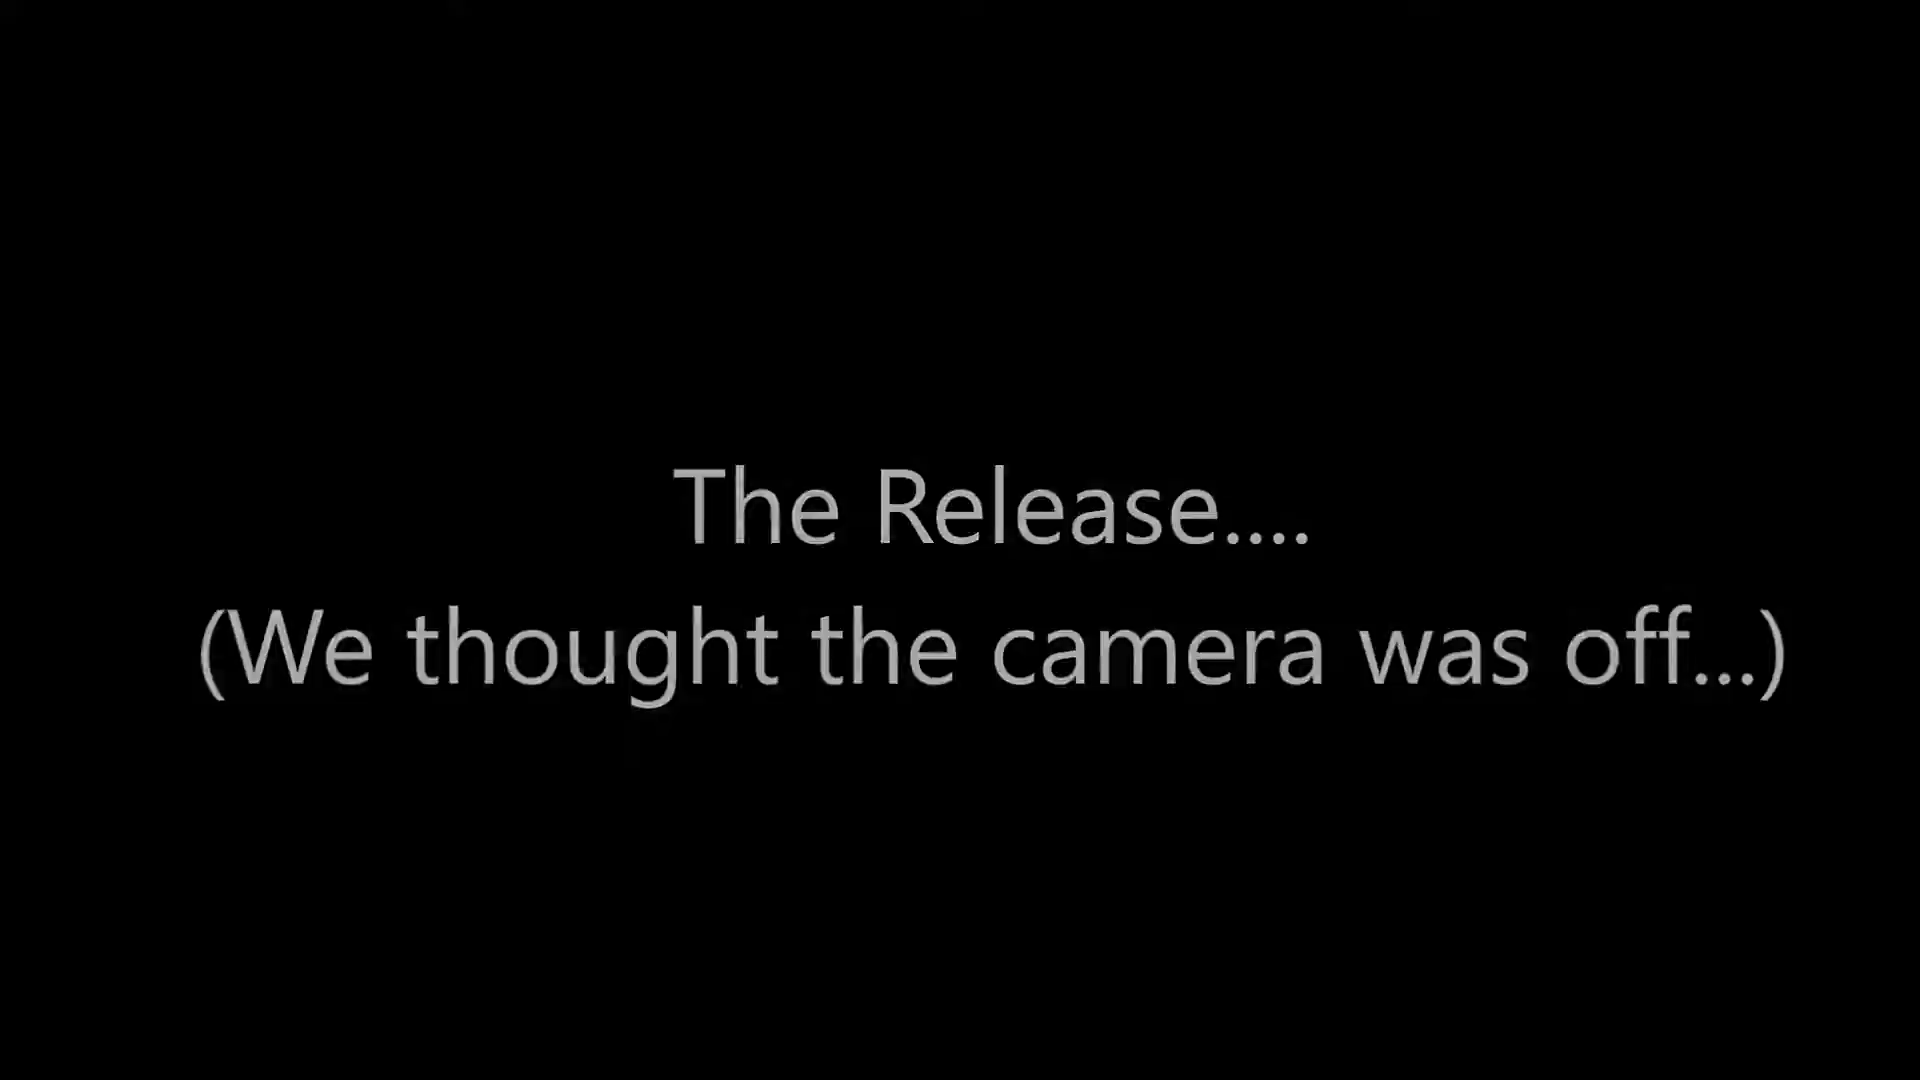 The Release....
(We thought the camera was off...)